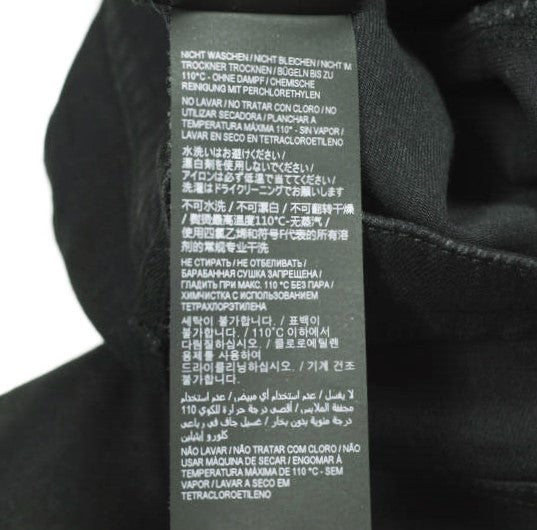 NICHT WASCHEN / NICHT BLEICHEN / NICHT IM
TROCKNER TROCKNEN / BÜGELN BIS ZU
110°C - OHNE DAMPF / CHEMISCHE
REINIGUNG MIT PERCHLORETHYLEN
NO LAVAR / NO TRATAR CON CLORO / NO
UTILIZAR SECADORA / PLANCHAR A
TEMPERATURA MÁXIMA 110° - SIN VAPOR /
LAVAR EN SECO EN TETRACLOROETILENO
水洗いはお避けください/
漂白剤を使用しないでください/
アイロンは必ず低温で当てください/
洗濯はドライクリーニングでお願いします
不可水洗 / 不可漂白 / 不可翻转干燥
/ 熨烫最高温度110°C-无蒸汽 /
使用四氯乙烯和符号F代表的所有溶
剂的常规专业干洗
НЕ СТИРАТЬ / НЕ ОТБЕЛИВАТЬ /
БАРАБАННАЯ СУШКА ЗАПРЕЩЕНА /
ГЛАДИТЬ ПРИ МАКС. 110 °C БЕЗ ПАРА /
ХИМЧИСТКА С ИСПОЛЬЗОВАНИЕМ
ТЕТРАХЛОРЭТИЛЕНА
세탁이 불가합니다. / 표백이
불가합니다. / 110°C 이하에서
다림질하십시오. / 클로로에틸렌
용제를 사용하여
드라이클리닝하십시오. / 기계 건조
불가합니다.
لا يغسل / عدم استخدام أي مبيض / عدم استخدام
مجففة الملابس / أقصى درجة حرارة للكوي 110
درجة مئوية بدون بخار / غسيل جاف في رباعي
كلورو إيثيلين
NÃO LAVAR / NÃO TRATAR COM CLORO / NÃO
USAR MÁQUINA DE SECAR / ENGOMAR À
TEMPERATURA MÁXIMA DE 110 °C - SEM
VAPOR / LAVAR A SECO EM
TETRACLOROETILENO